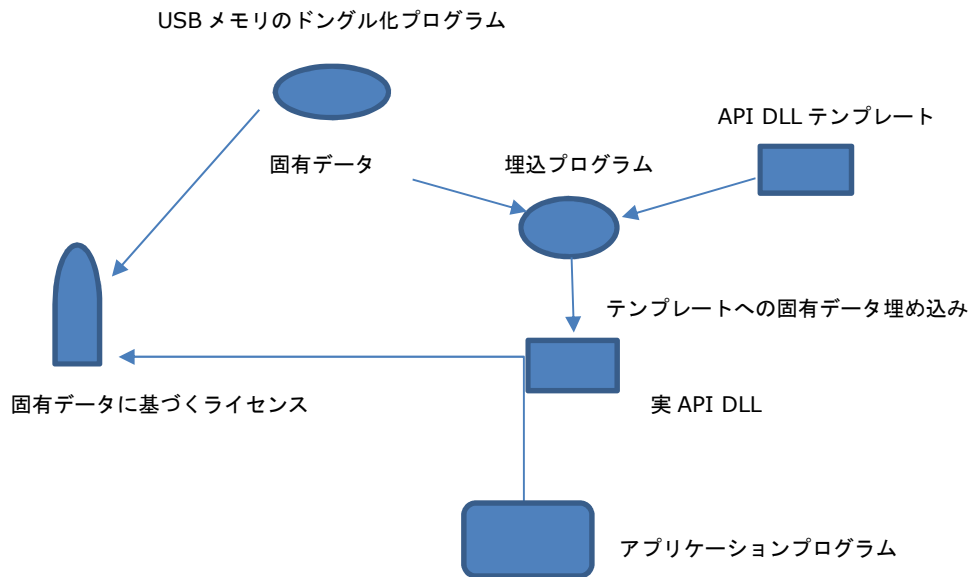 USB メモリのドングル化プログラム
API DLL テンプレート
固有データ
埋込プログラム
テンプレートへの固有データ埋め込み
固有データに基づくライセンス
実 API DLL
アプリケーションプログラム